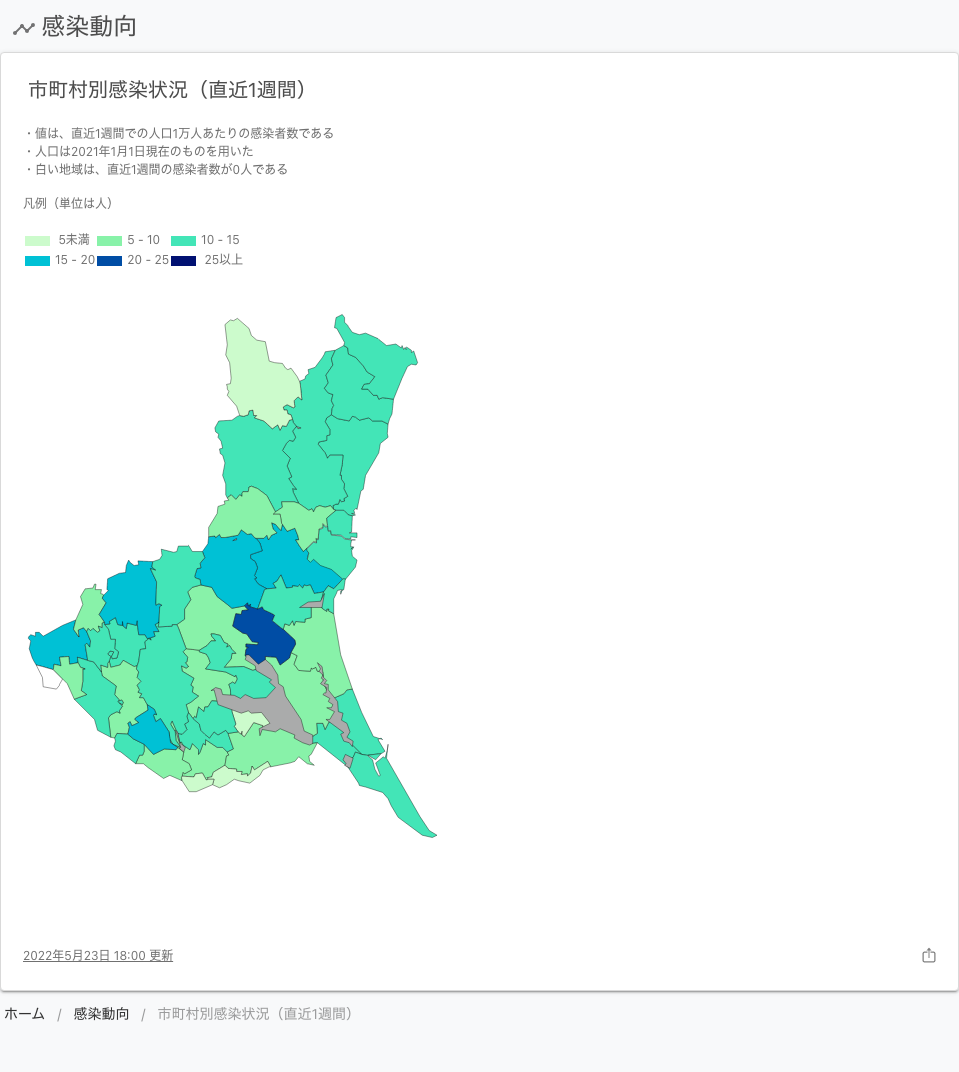 感染動向
市町村別感染状況（直近1週間）
・値は、直近1週間での人口1万人あたりの感染者数である
・人口は2021年1月1日現在のものを用いた
・白い地域は、直近1週間の感染者数が0人である
凡例（単位は人）
5未満 5 - 10 10 - 15
15 - 20 20 - 25 25以上
2022年5月23日 18:00 更新
ホーム / 感染動向 / 市町村別感染状況（直近1週間）